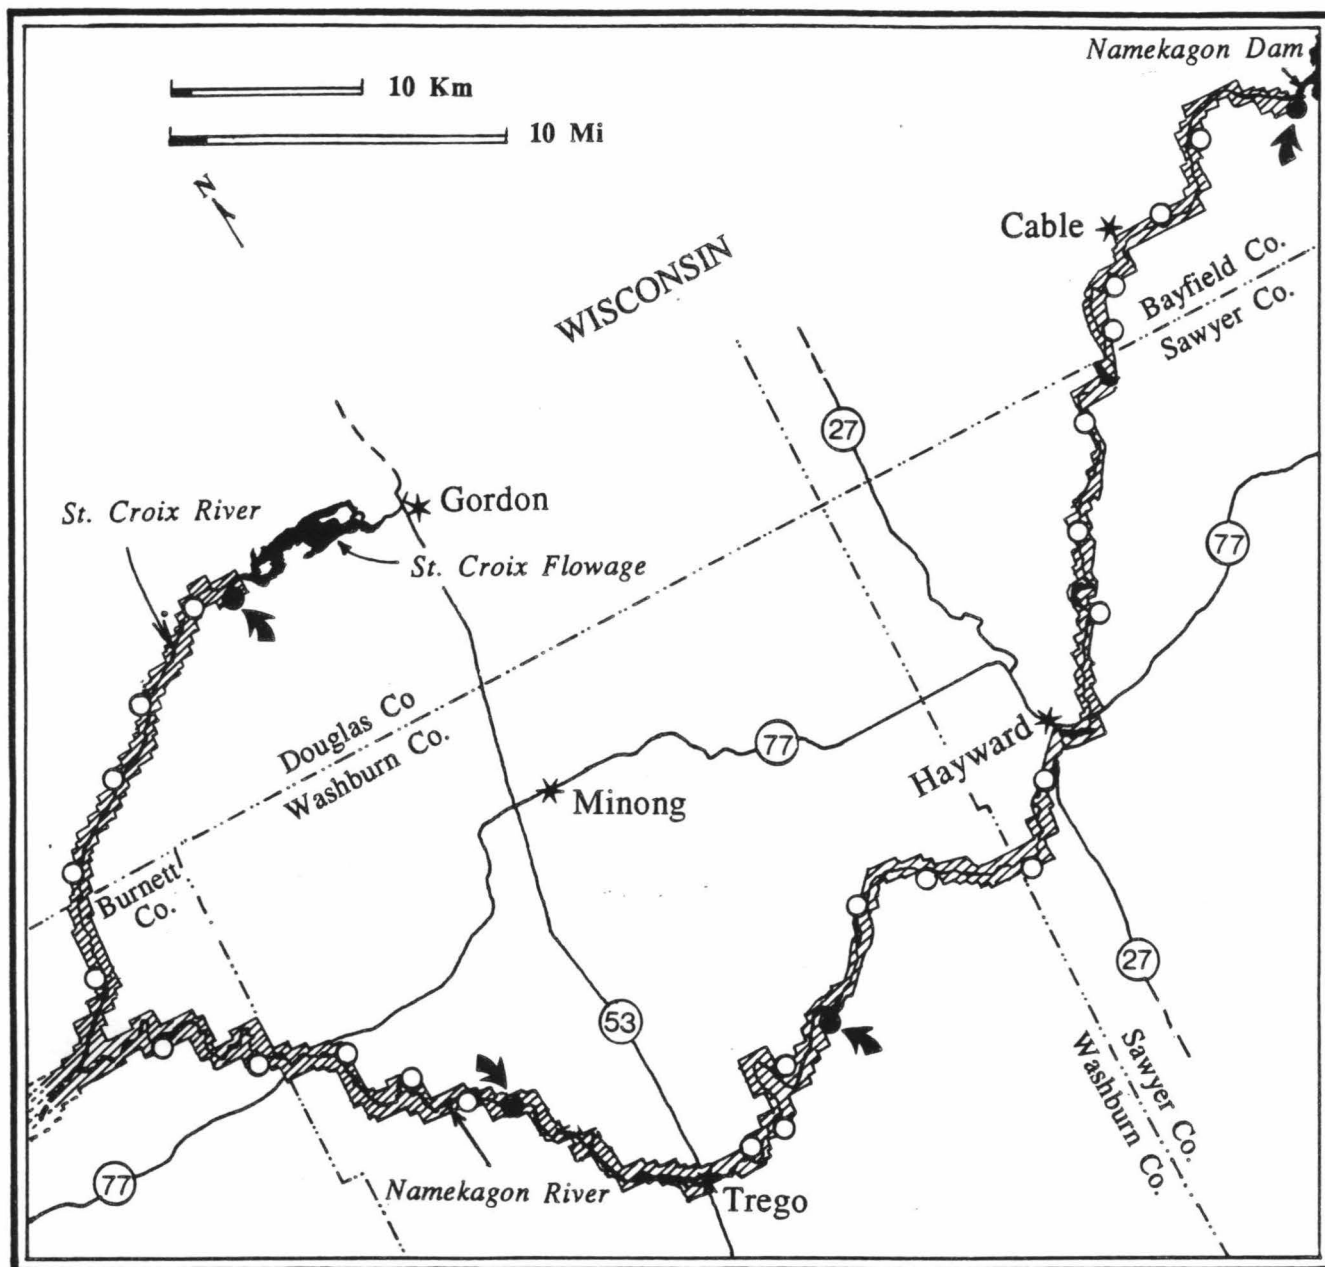 Namekagon Dam
10 Km
10 Mi
N
Cable
WISCONSIN
Bayfield Co.
Sawyer Co.
27
St. Croix River
Gordon
St. Croix Flowage
77
Douglas Co
Washburn Co.
77
Hayward
Minong
Burnett
Co.
27
53
Sawyer Co.
Washburn Co.
77
Namekagon River
Trego